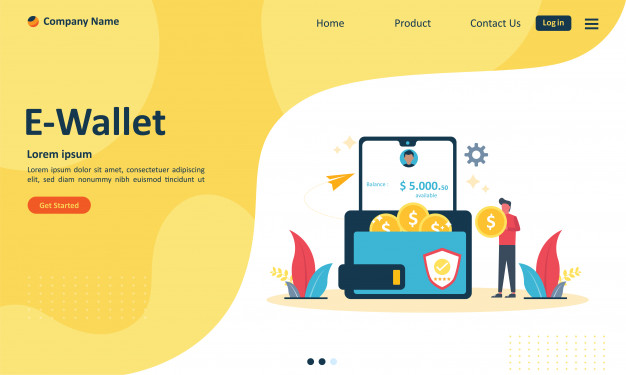 Company Name
Home
Product
Contact Us
Log in
E-Wallet
Lorem ipsum
Lorem ipsum dolor sit amet, consectetuer adipiscing
elit, sed diam nonummy nibh euismod tincidunt ut
Get Started
Balance :
$ 5.000.50
available
$
$
$
$